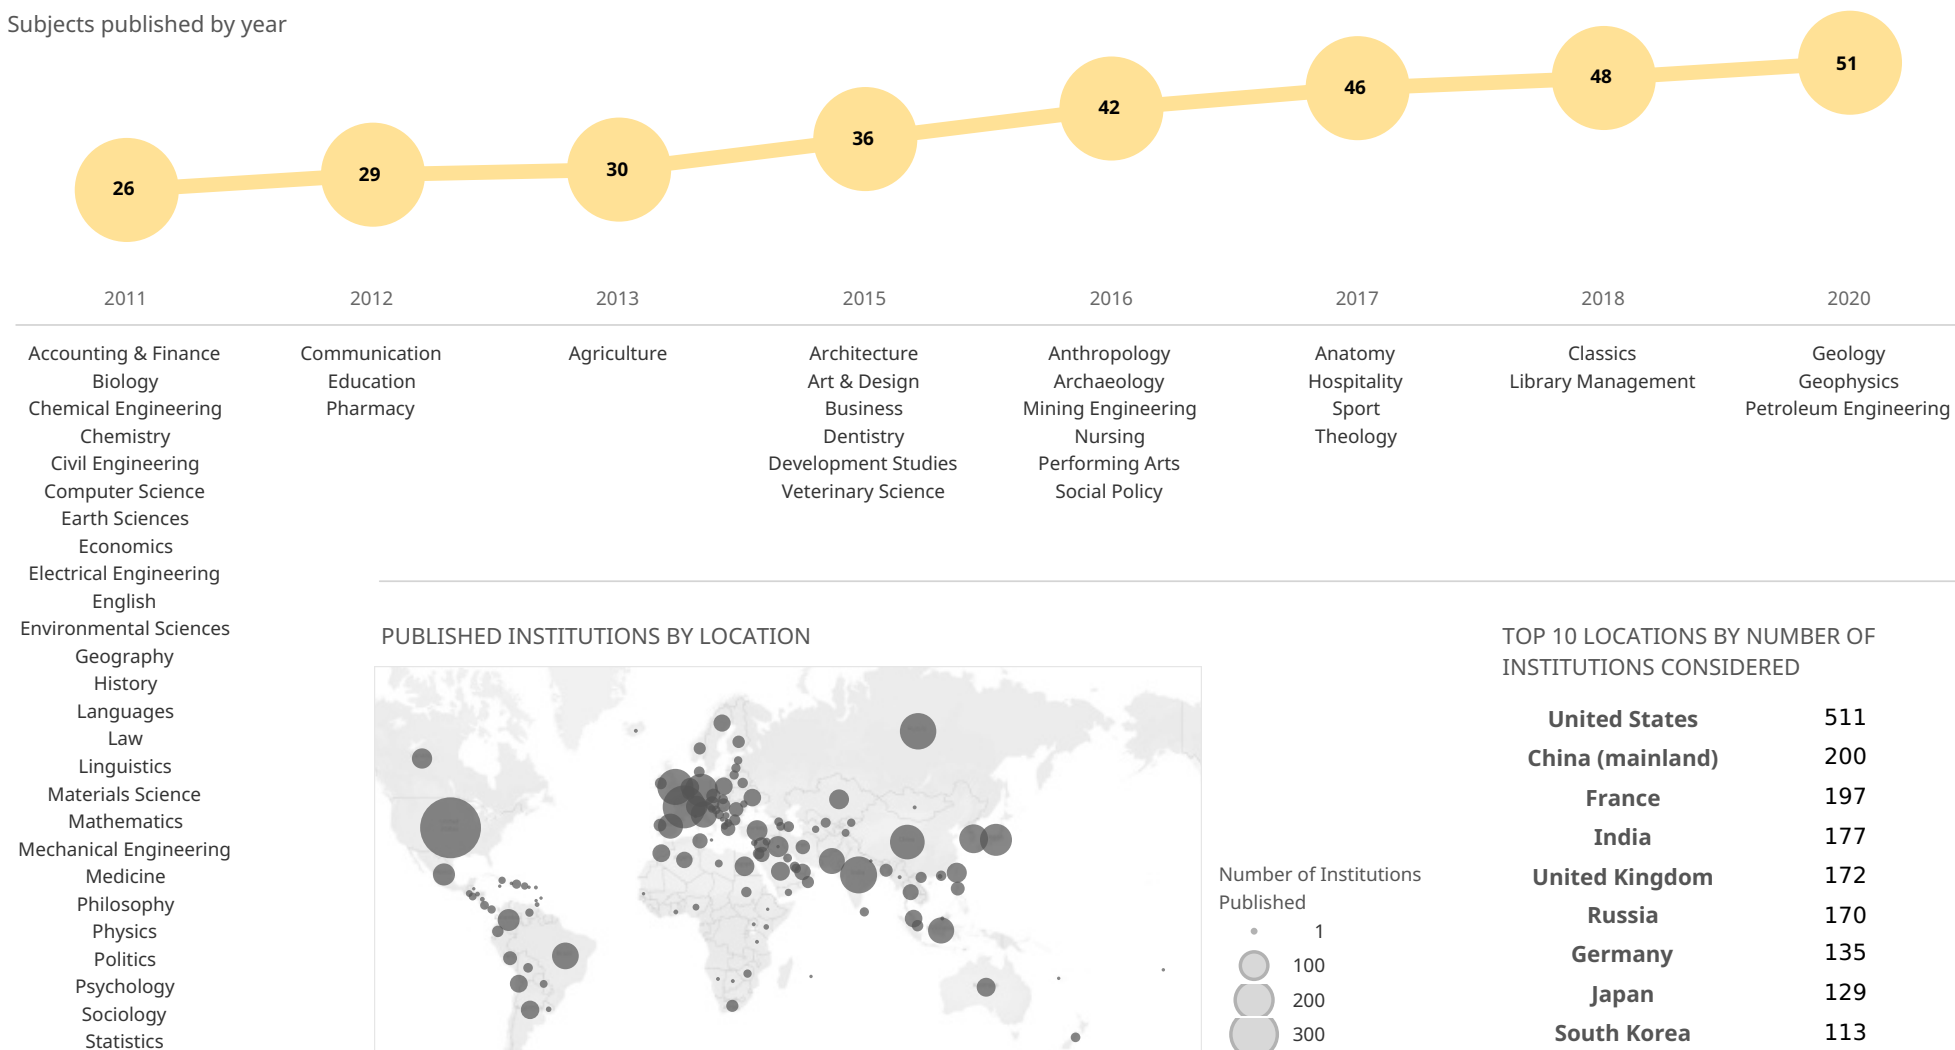 Subjects published by year
26
29
30
36
42
46
48
51
2011
2012
2013
2015
2016
2017
2018
2020
Accounting & Finance
Biology
Chemical Engineering
Chemistry
Civil Engineering
Computer Science
Earth Sciences
Economics
Electrical Engineering
English
Environmental Sciences
Geography
History
Languages
Law
Linguistics
Materials Science
Mathematics
Mechanical Engineering
Medicine
Philosophy
Physics
Politics
Psychology
Sociology
Statistics
Communication
Education
Pharmacy
Agriculture
Architecture
Art & Design
Business
Dentistry
Development Studies
Veterinary Science
Anthropology
Archaeology
Mining Engineering
Nursing
Performing Arts
Social Policy
Anatomy
Hospitality
Sport
Theology
Classics
Library Management
Geology
Geophysics
Petroleum Engineering
PUBLISHED INSTITUTIONS BY LOCATION
Number of Institutions
Published
1
100
200
300
TOP 10 LOCATIONS BY NUMBER OF
INSTITUTIONS CONSIDERED
United States 511
China (mainland) 200
France 197
India 177
United Kingdom 172
Russia 170
Germany 135
Japan 129
South Korea 113